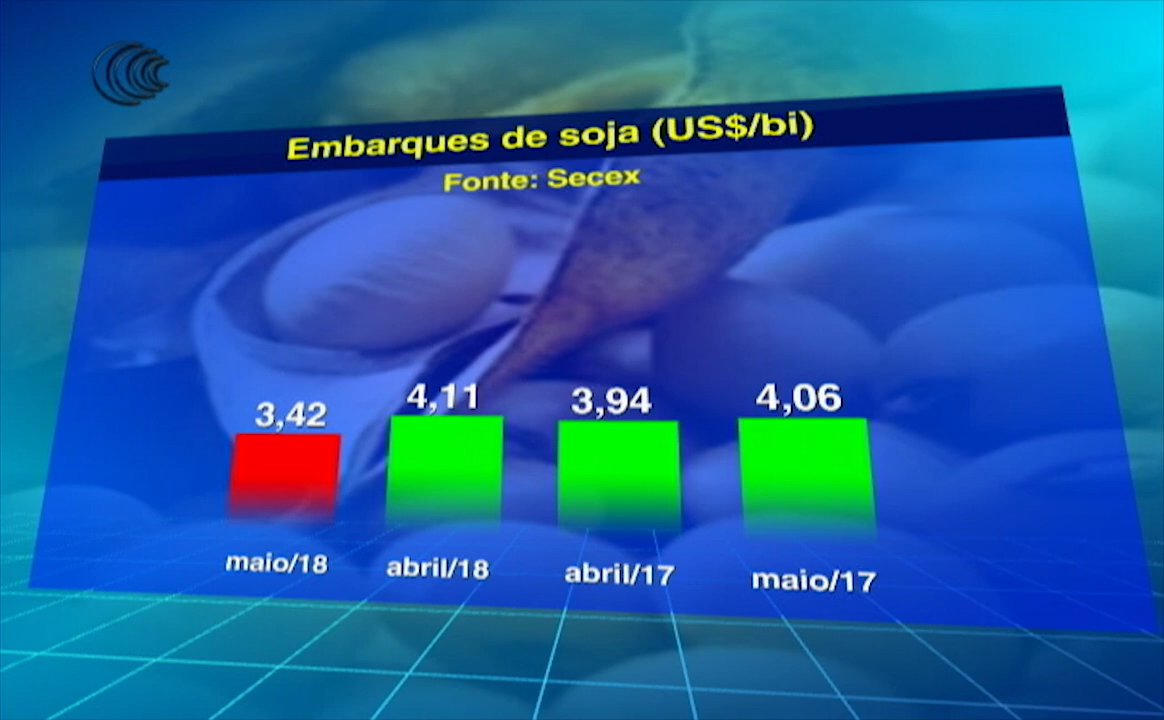 Embarques de soja (US$/bi)
Fonte: Secex
3,42 4,11 3,94 4,06
maio/18 abril/18 abril/17 maio/17